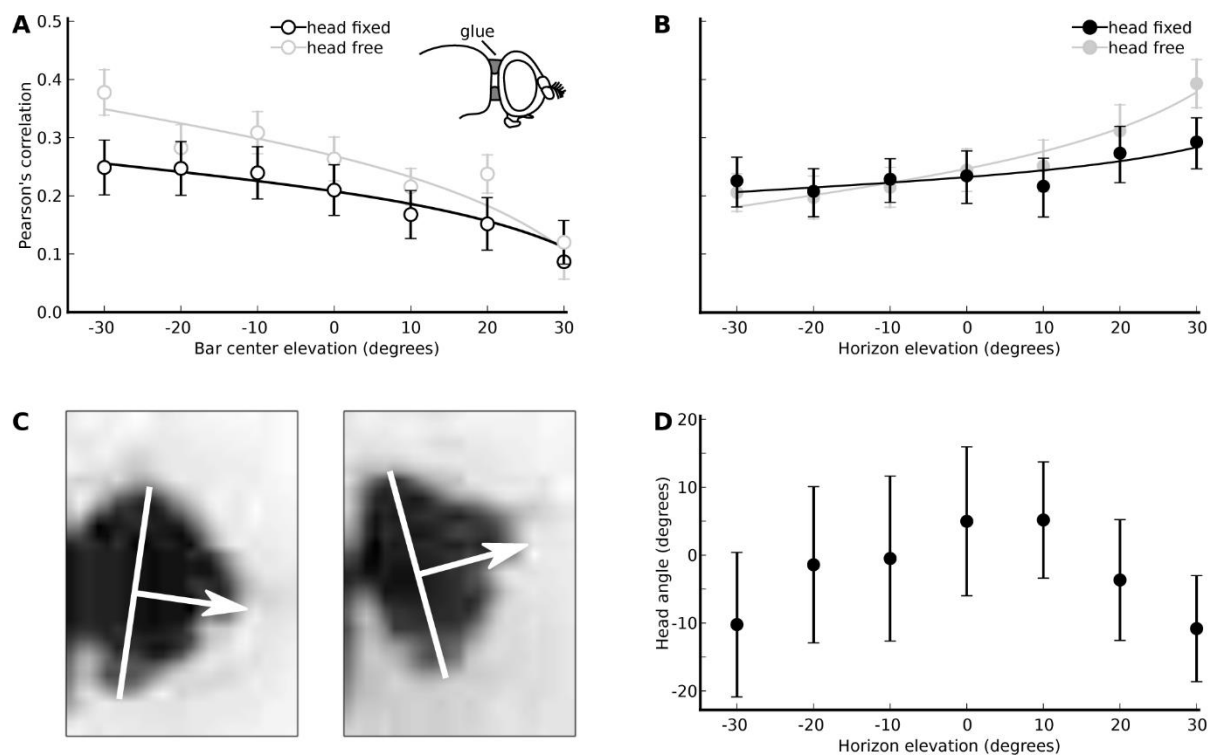 A
0.5
0.4
0.3
0.2
0.1
0.0
Pearson's correlation
head fixed
head free
glue
-30 -20 -10 0 10 20 30
Bar center elevation (degrees)
B
head fixed
head free
-30 -20 -10 0 10 20 30
Horizon elevation (degrees)
C
D
20
10
0
-10
-20
Head angle (degrees)
-30 -20 -10 0 10 20 30
Horizon elevation (degrees)